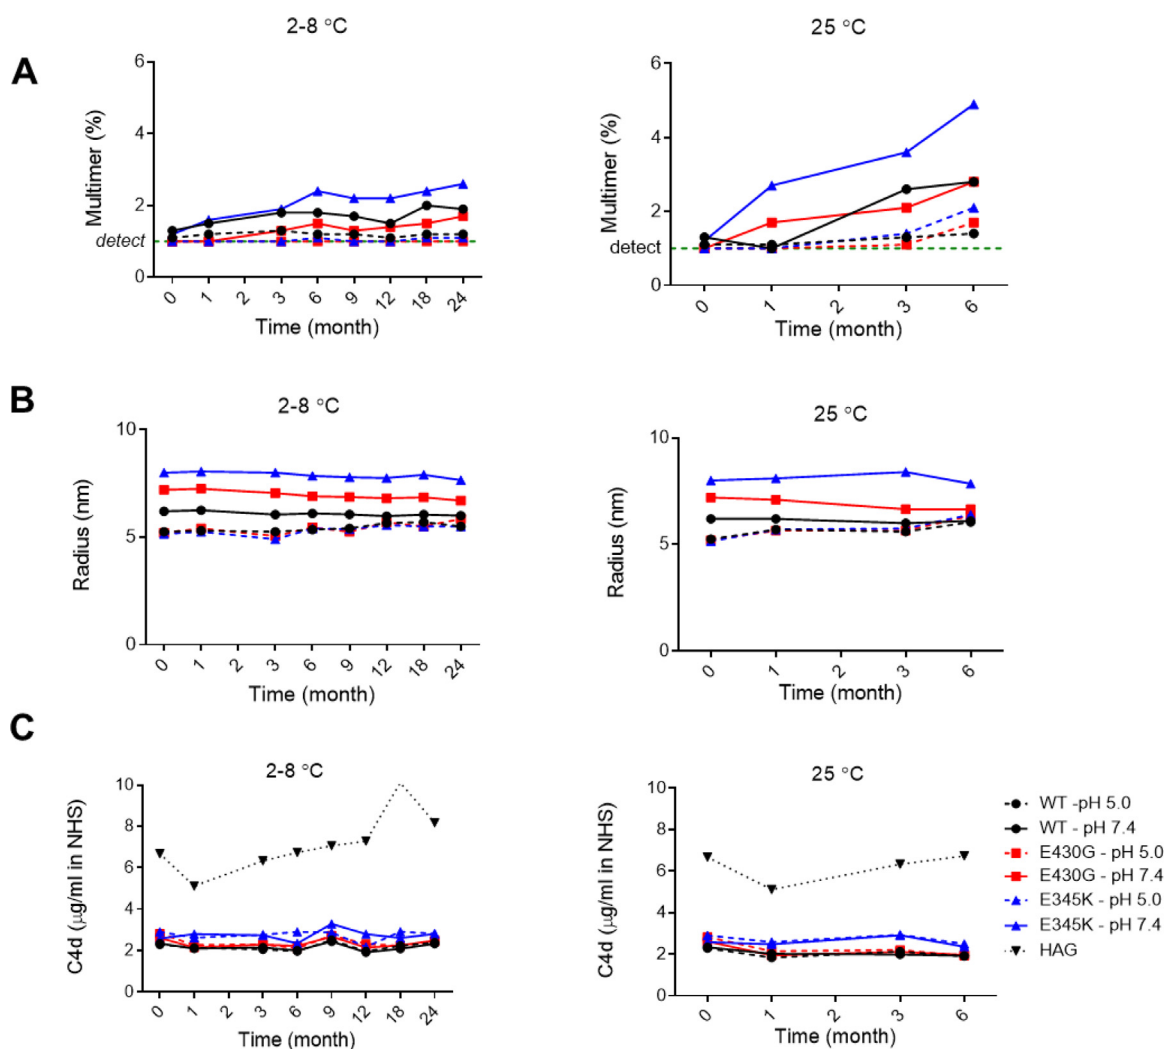 A
2-8 °C
Multimer (%)
6
4
2
detect
0
0 1 2 3 6 9 12 18 24
Time (month)
25 °C
Multimer (%)
6
4
2
detect
0
0 1 2 3 6
Time (month)
B
2-8 °C
Radius (nm)
10
5
0
0 1 2 3 6 9 12 18 24
Time (month)
25 °C
Radius (nm)
10
5
0
0 1 2 3 6
Time (month)
C
2-8 °C
C4d (μg/ml in NHS)
10
8
6
4
2
0
0 1 2 3 6 9 12 18 24
Time (month)
25 °C
C4d (μg/ml in NHS)
10
8
6
4
2
0
0 1 2 3 6
Time (month)
WT -pH 5.0
WT - pH 7.4
E430G - pH 5.0
E430G - pH 7.4
E345K - pH 5.0
E345K - pH 7.4
HAG